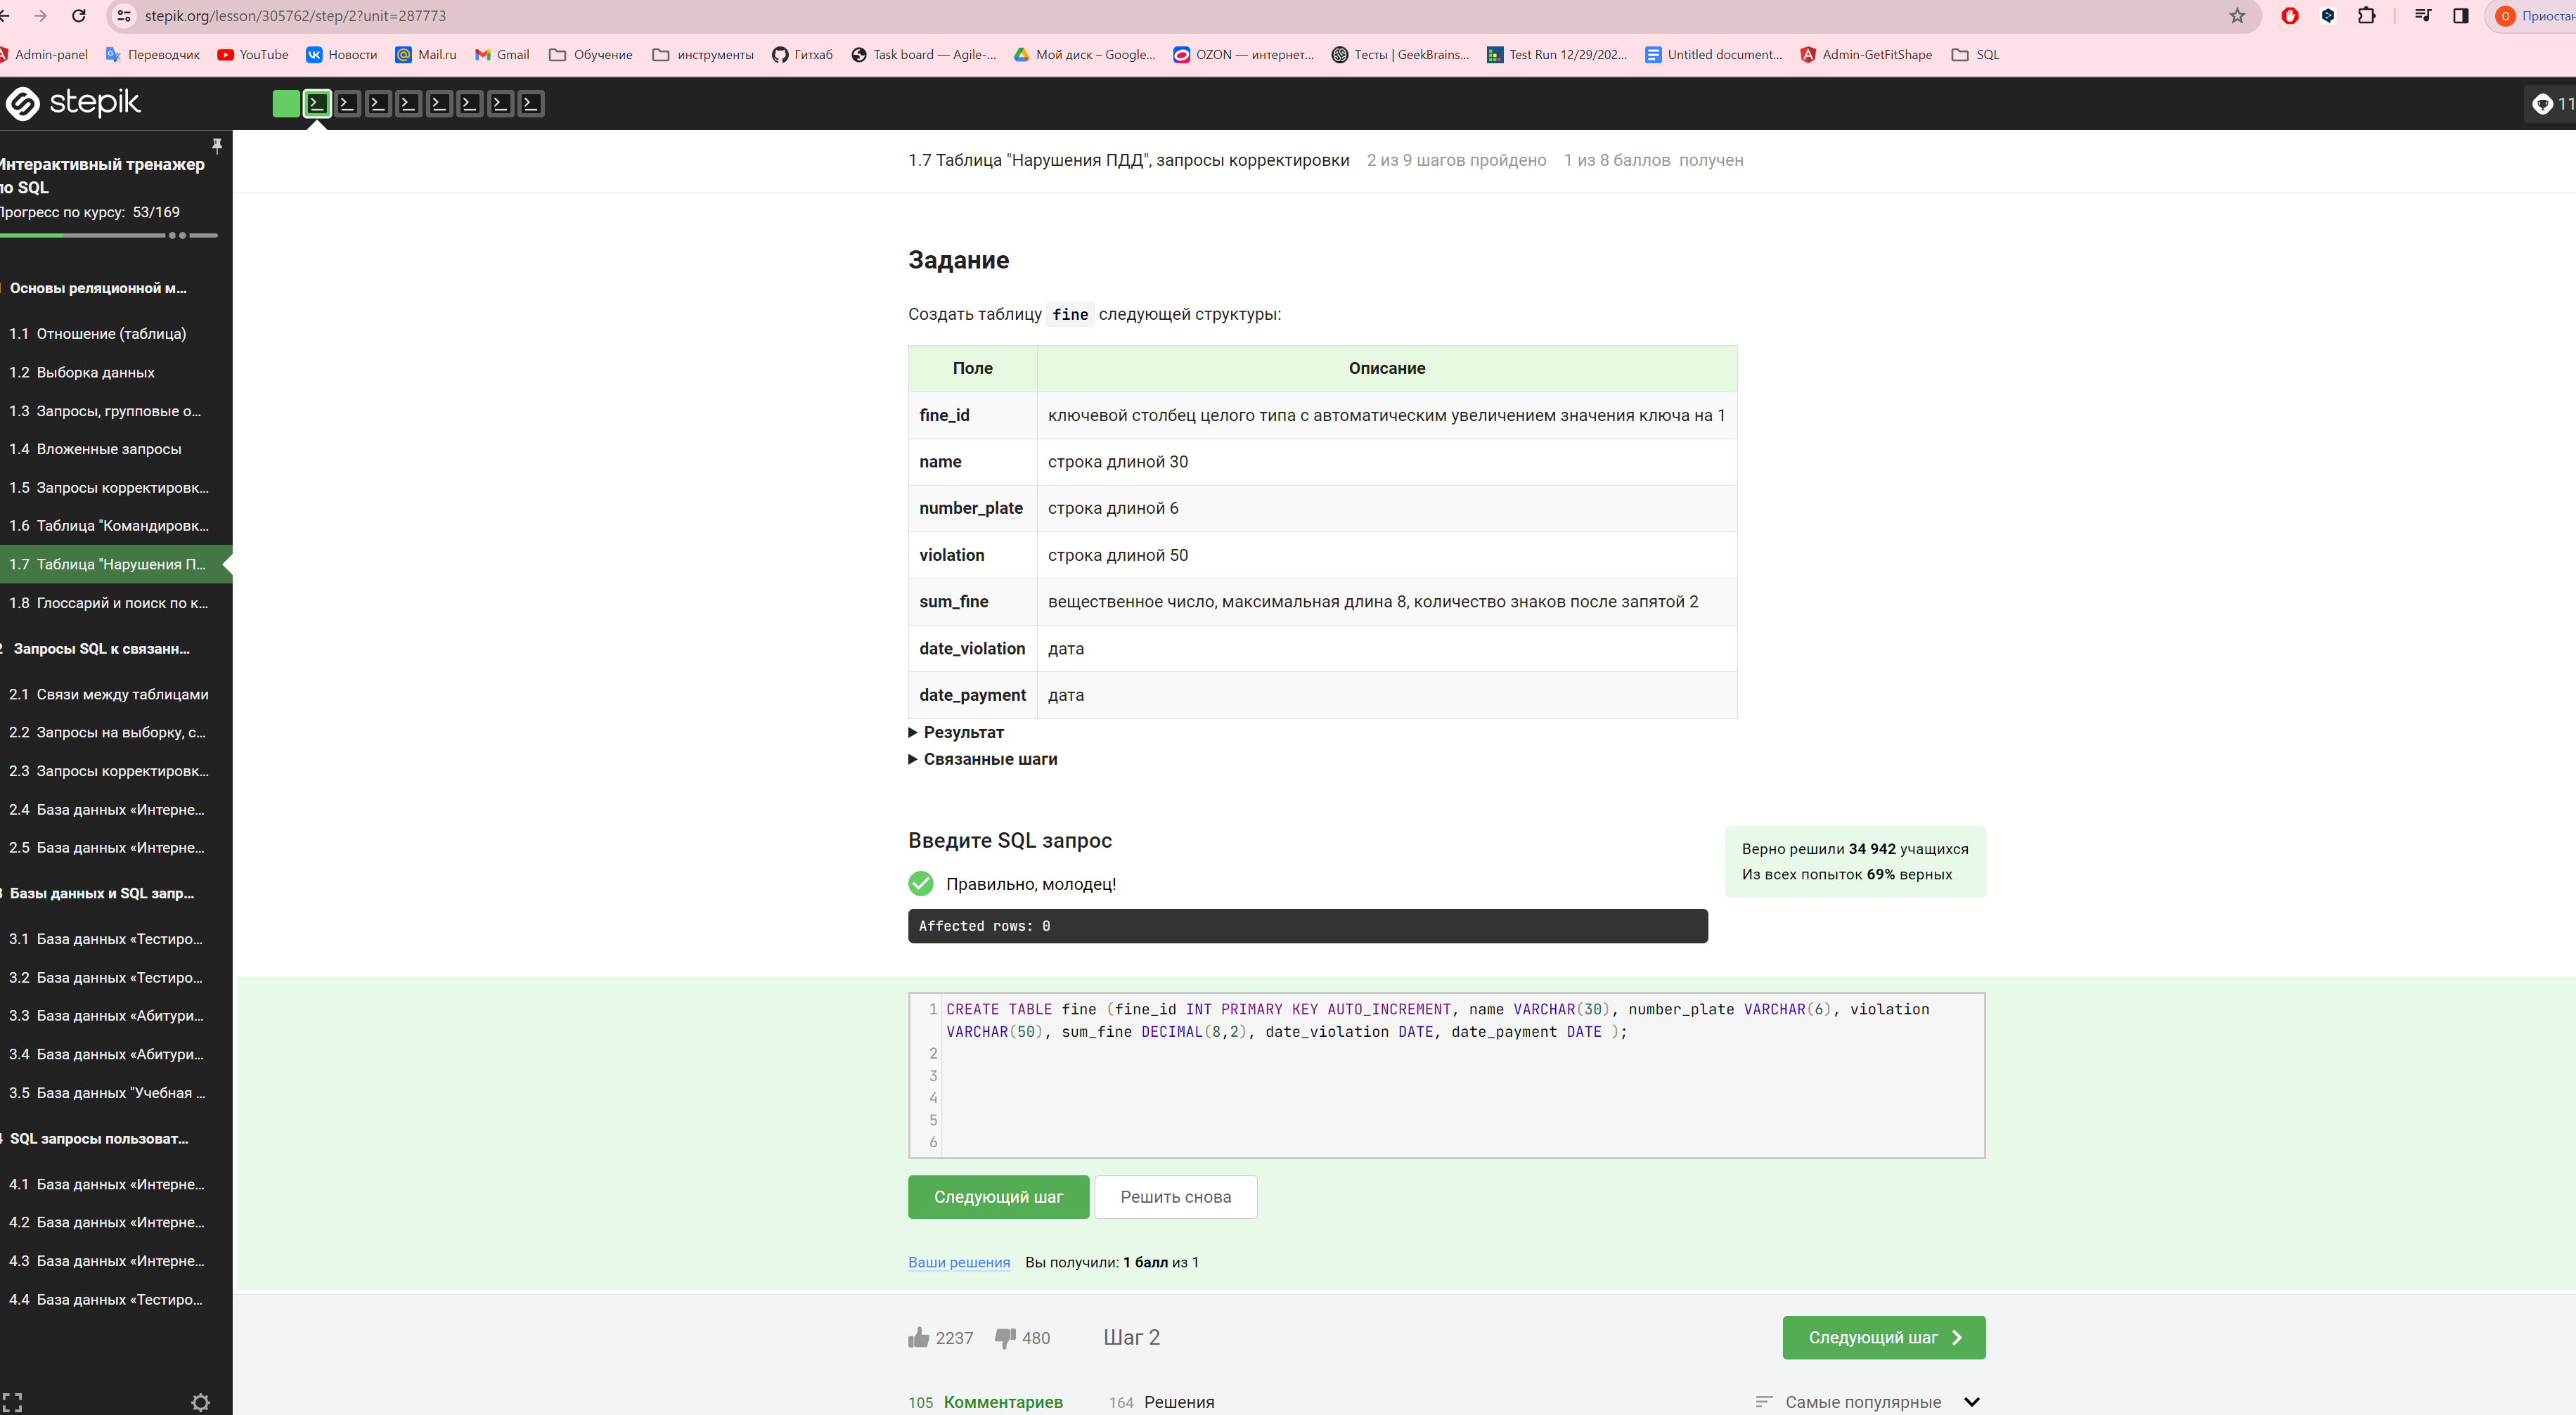 stepik.org/lesson/305762/step/2?unit=287773
О Приостан
Admin-panel Переводчик YouTube Новости Mail.ru Gmail Обучение инструменты Гитхаб Task board — Agile-... Мой диск – Google... OZON — интернет... Тесты | GeekBrains... Test Run 12/29/202... Untitled document... Admin-GetFitShape SQL
stepik
11
Интерактивный тренажер
по SQL
Прогресс по курсу: 53/169
Основы реляционной м...
1.1 Отношение (таблица)
1.2 Выборка данных
1.3 Запросы, групповые о...
1.4 Вложенные запросы
1.5 Запросы корректировк...
1.6 Таблица "Командировк...
1.7 Таблица "Нарушения П...
1.8 Глоссарий и поиск по к...
2 Запросы SQL к связанн...
2.1 Связи между таблицами
2.2 Запросы на выборку, с...
2.3 Запросы корректировк...
2.4 База данных «Интерне...
2.5 База данных «Интерне...
3 Базы данных и SQL запр...
3.1 База данных «Тестиро...
3.2 База данных «Тестиро...
3.3 База данных «Абитури...
3.4 База данных «Абитури...
3.5 База данных "Учебная ...
4 SQL запросы пользоват...
4.1 База данных «Интерне...
4.2 База данных «Интерне...
4.3 База данных «Интерне...
4.4 База данных «Тестиро...
1.7 Таблица "Нарушения ПДД", запросы корректировки 2 из 9 шагов пройдено 1 из 8 баллов получен
Задание
Создать таблицу fine следующей структуры:
Поле Описание
fine_id ключевой столбец целого типа с автоматическим увеличением значения ключа на 1
name строка длиной 30
number_plate строка длиной 6
violation строка длиной 50
sum_fine вещественное число, максимальная длина 8, количество знаков после запятой 2
date_violation дата
date_payment дата
Результат
Связанные шаги
Введите SQL запрос
Верно решили 34 942 учащихся
Из всех попыток 69% верных
Правильно, молодец!
Affected rows: 0
1 CREATE TABLE fine (fine_id INT PRIMARY KEY AUTO_INCREMENT, name VARCHAR(30), number_plate VARCHAR(6), violation
VARCHAR(50), sum_fine DECIMAL(8,2), date_violation DATE, date_payment DATE );
2
3
4
5
6
Следующий шаг Решить снова
Ваши решения Вы получили: 1 балл из 1
2237 480 Шаг 2 Следующий шаг
105 Комментариев 164 Решения Самые популярные